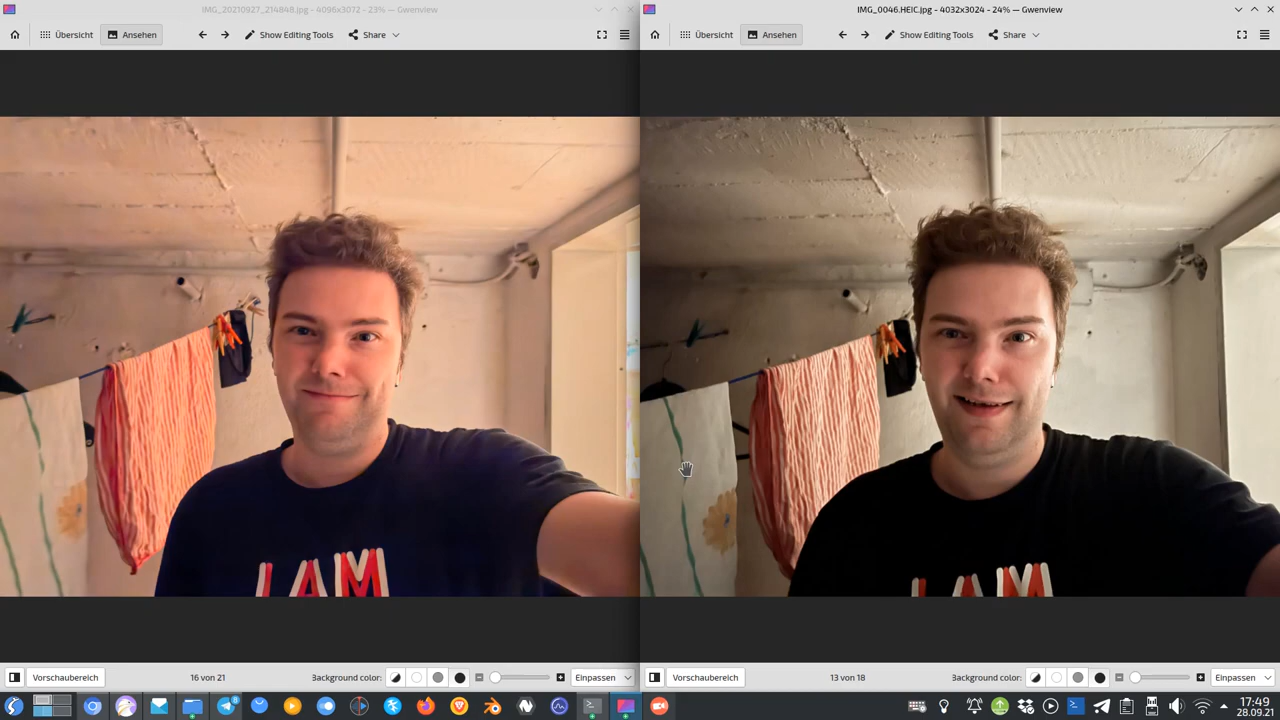 IMG_20210927_214848.jpg - 4096x3072 - 23% — Gwenview
Übersicht Ansehen Show Editing Tools Share
I AM
Vorschaubereich 16 von 21 3ackground color: Einpassen
IMG_0046.HEIC.jpg - 4032x3024 - 24% — Gwenview
Übersicht Ansehen Show Editing Tools Share
I AM
Vorschaubereich 13 von 18 3ackground color: Einpassen
17:49
28.09.21